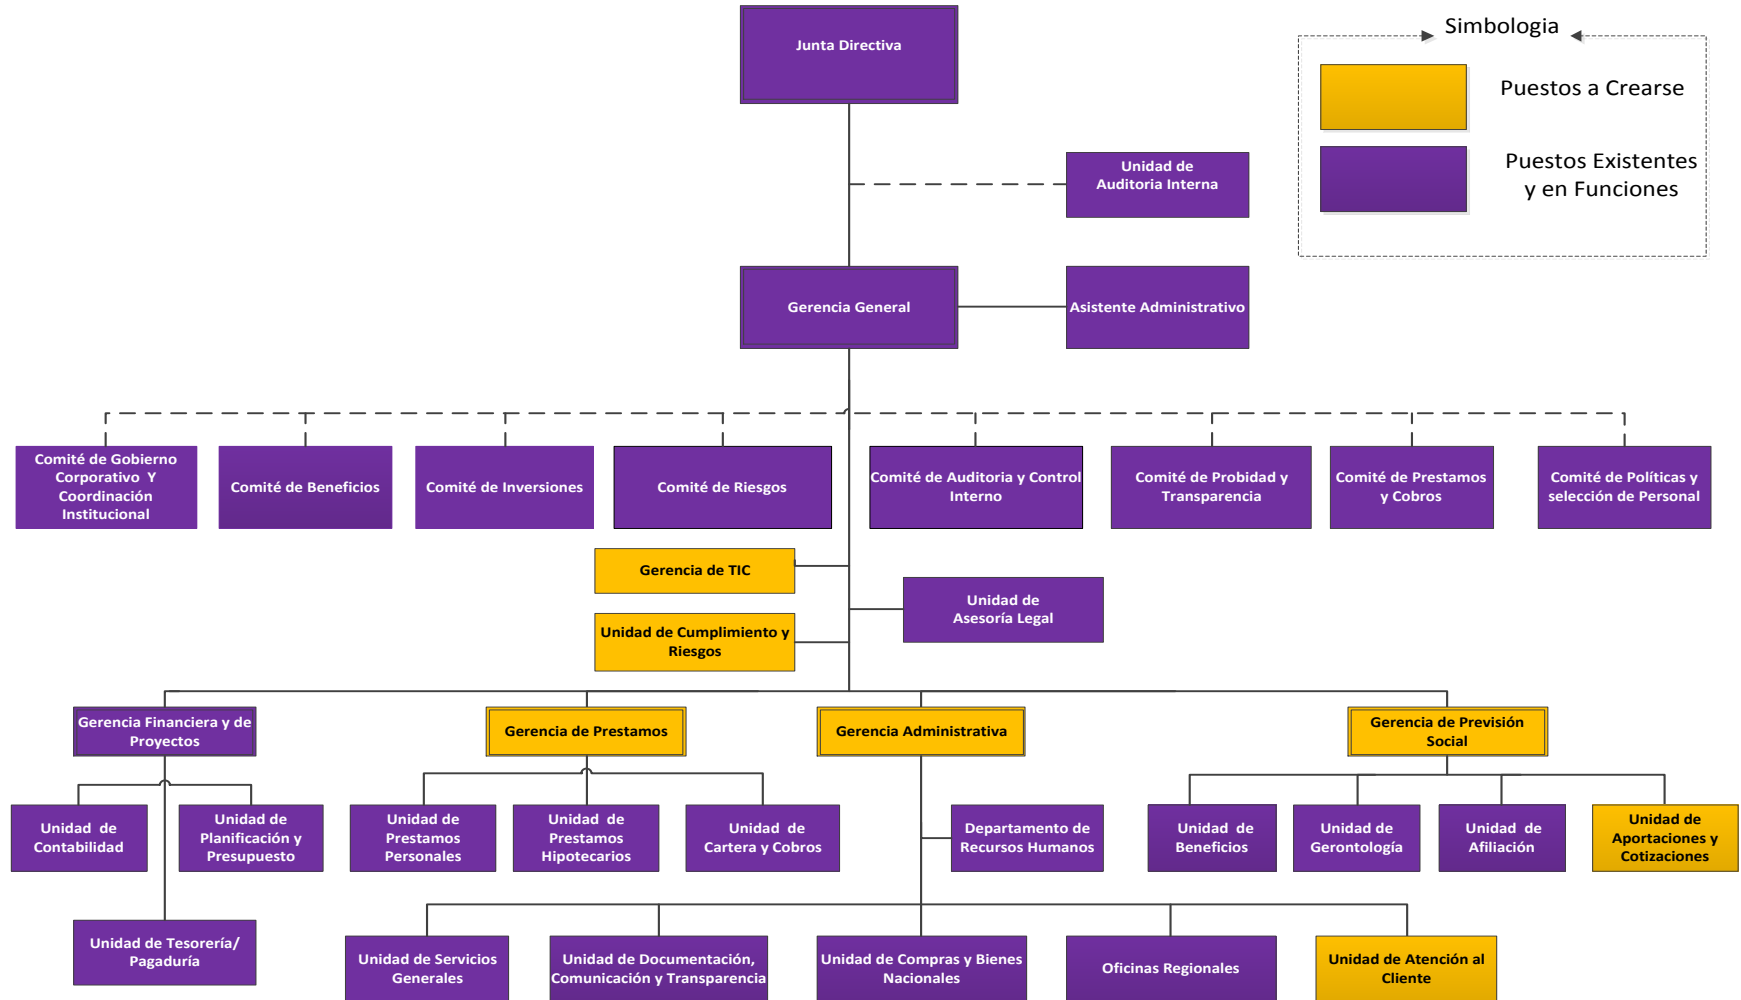 Junta Directiva
Simbologia
Puestos a Crearse
Puestos Existentes
y en Funciones
Unidad de
Auditoria Interna
Gerencia General
Asistente Administrativo
Comité de Gobierno
Corporativo Y
Coordinación
Institucional
Comité de Beneficios
Comité de Inversiones
Comité de Riesgos
Comité de Auditoria y Control
Interno
Comité de Probidad y
Transparencia
Comité de Prestamos
y Cobros
Comité de Políticas y
selección de Personal
Gerencia de TIC
Unidad de
Asesoría Legal
Unidad de Cumplimiento y
Riesgos
Gerencia Financiera y de
Proyectos
Gerencia de Prestamos
Gerencia Administrativa
Gerencia de Previsión
Social
Unidad de
Contabilidad
Unidad de
Planificación y
Presupuesto
Unidad de
Prestamos
Personales
Unidad de
Prestamos
Hipotecarios
Unidad de
Cartera y Cobros
Departamento de
Recursos Humanos
Unidad de
Beneficios
Unidad de
Gerontología
Unidad de
Afiliación
Unidad de
Aportaciones y
Cotizaciones
Unidad de Tesorería/
Pagaduría
Unidad de Servicios
Generales
Unidad de Documentación,
Comunicación y Transparencia
Unidad de Compras y Bienes
Nacionales
Oficinas Regionales
Unidad de Atención al
Cliente